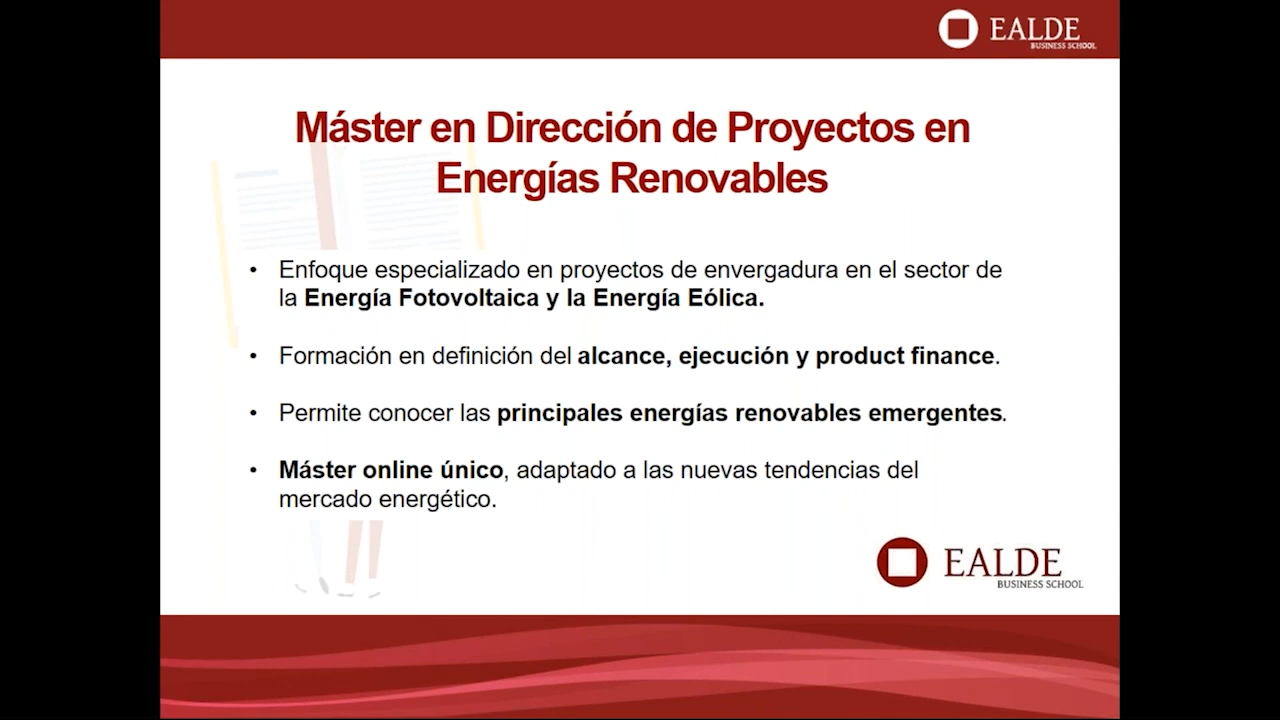 EALDE
BUSINESS SCHOOL
Máster en Dirección de Proyectos en
Energías Renovables
• Enfoque especializado en proyectos de envergadura en el sector de
la Energía Fotovoltaica y la Energía Eólica.
• Formación en definición del alcance, ejecución y product finance.
• Permite conocer las principales energías renovables emergentes.
• Máster online único, adaptado a las nuevas tendencias del
mercado energético.
EALDE
BUSINESS SCHOOL